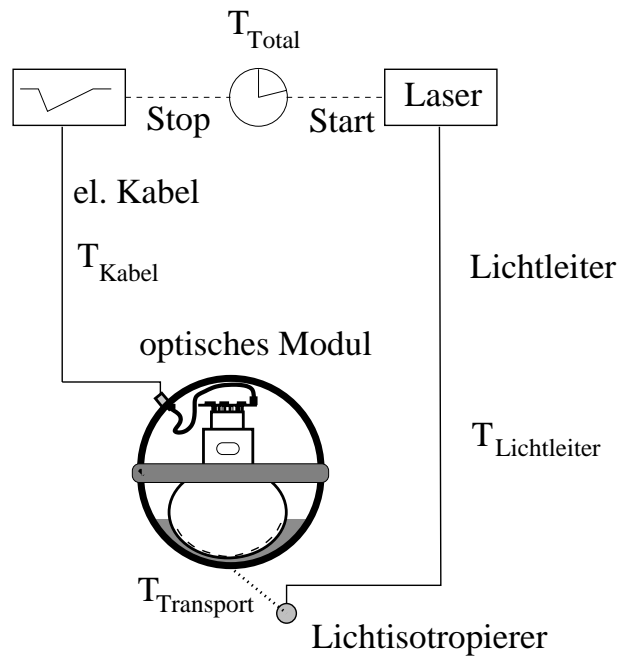 T_Total
Laser
Stop
Start
el. Kabel
T_Kabel
Lichtleiter
optisches Modul
T_Lichtleiter
T_Transport
Lichtisotropierer